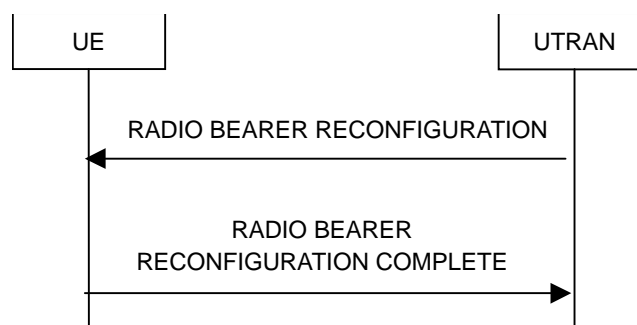 UE
UTRAN
RADIO BEARER RECONFIGURATION
RADIO BEARER
RECONFIGURATION COMPLETE